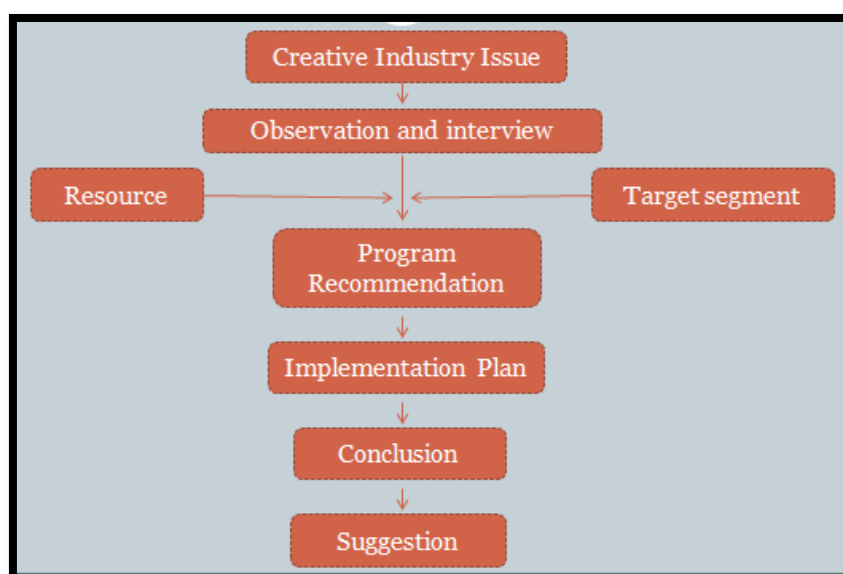 Creative Industry Issue
Observation and interview
Resource
Target segment
Program
Recommendation
Implementation Plan
Conclusion
Suggestion